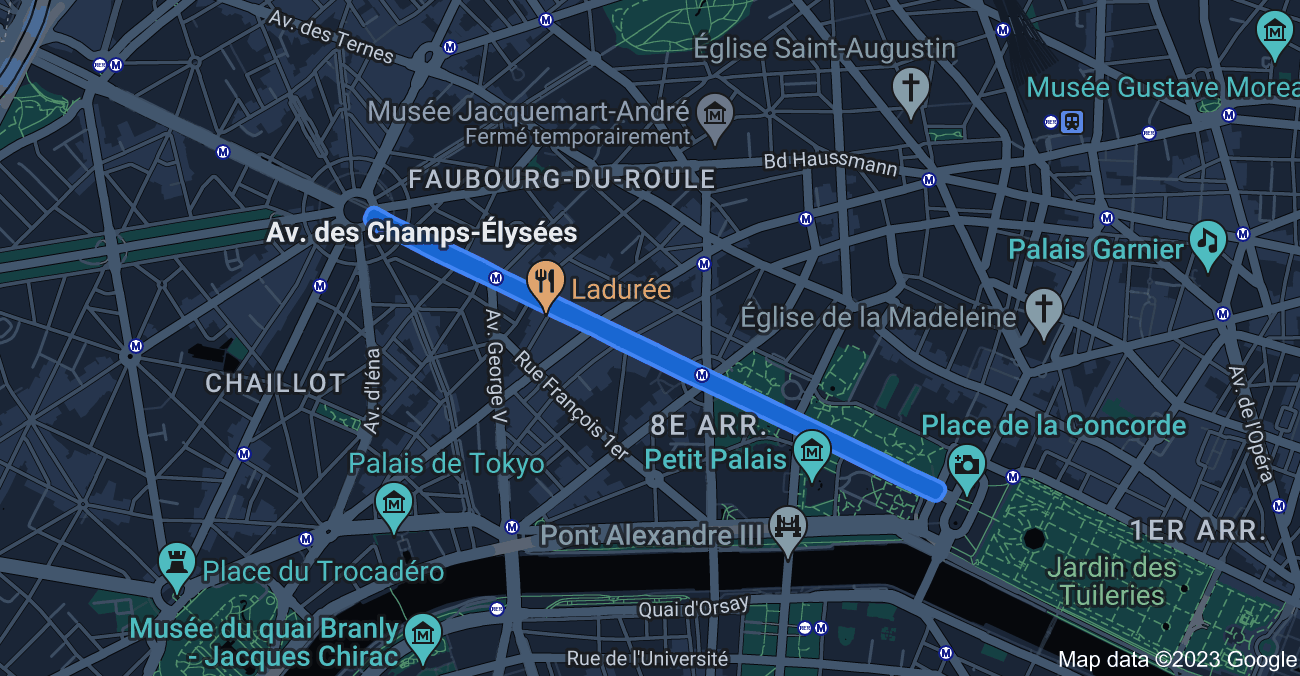 Av. des Ternes
Église Saint-Augustin
Musée Gustave Morea
Musée Jacquemart-André
Fermé temporairement
Bd Haussmann
FAUBOURG-DU-ROULE
Av. des Champs-Élysées
Palais Garnier
Ladurée
Église de la Madeleine
Av. George V
Rue François 1er
Av. d'Iéna
CHAILLOT
Av. de l'Opéra
8E ARR.
Place de la Concorde
Petit Palais
Palais de Tokyo
Pont Alexandre III
1ER ARR.
Place du Trocadéro
Jardin des
Tuileries
Quai d'Orsay
Musée du quai Branly
- Jacques Chirac
Rue de l'Université
Map data ©2023 Google